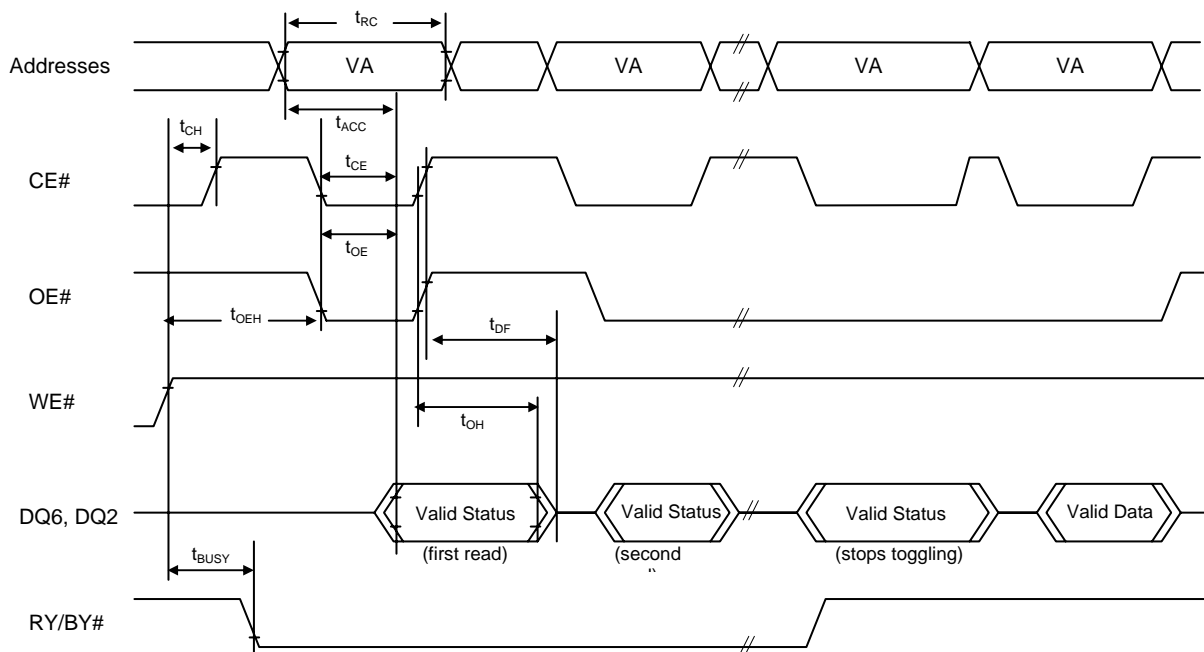 tRC
Addresses VA VA VA VA
tACC
tCH
tCE
CE#
tOE
OE#
tOEH
tDF
WE#
tOH
DQ6, DQ2 Valid Status Valid Status Valid Status Valid Data
(first read) (second (stops toggling)
tBUSY
RY/BY#